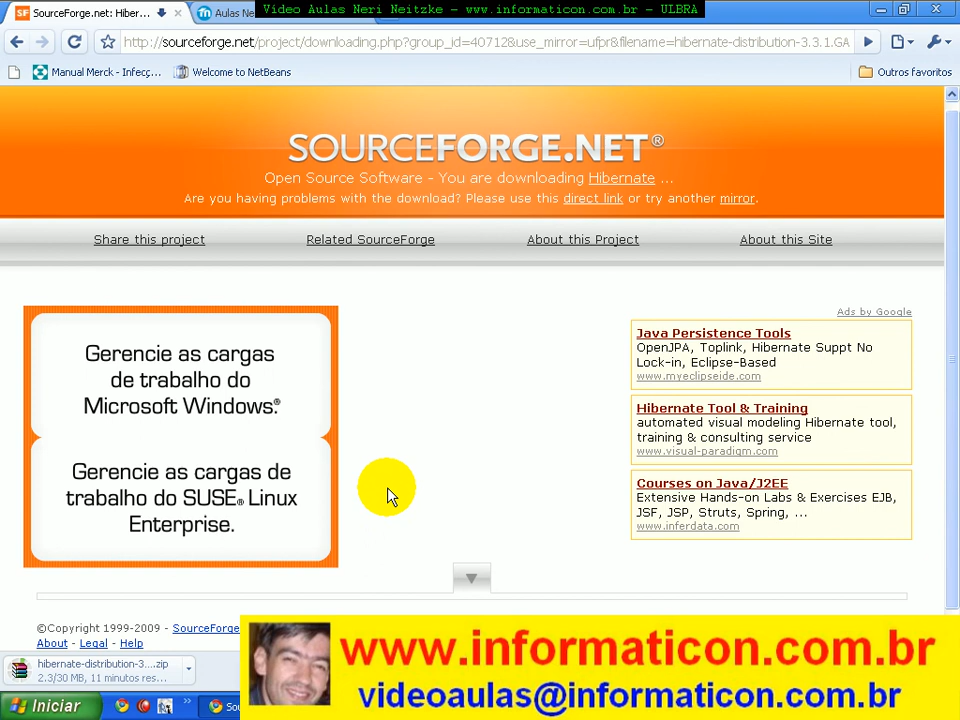 Video Aulas Neri Neitzke - www.informaticon.com.br - ULBRA
SourceForge.net: Hiber...
Aulas Ne
http://sourceforge.net/project/downloading.php?group_id=40712&use_mirror=ufpr&filename=hibernate-distribution-3.3.1.GA
Manual Merck - Infecç...
Welcome to NetBeans
Outros favoritos
SOURCEFORGE.NET®
Open Source Software - You are downloading Hibernate ...
Are you having problems with the download? Please use this direct link or try another mirror.
Share this project
Related SourceForge
About this Project
About this Site
Gerencie as cargas
de trabalho do
Microsoft Windows.®
Gerencie as cargas de
trabalho do SUSE® Linux
Enterprise.
Ads by Google
Java Persistence Tools
OpenJPA, Toplink, Hibernate Suppt No
Lock-in, Eclipse-Based
www.myeclipseide.com
Hibernate Tool & Training
automated visual modeling Hibernate tool,
training & consulting service
www.visual-paradigm.com
Courses on Java/J2EE
Extensive Hands-on Labs & Exercises EJB,
JSF, JSP, Struts, Spring, ...
www.inferdata.com
©Copyright 1999-2009 - SourceForge
About - Legal - Help
www.informaticon.com.br
videoaulas@informaticon.com.br
hibernate-distribution-3....zip
2.3/30 MB, 11 minutos res...
Iniciar
Sou